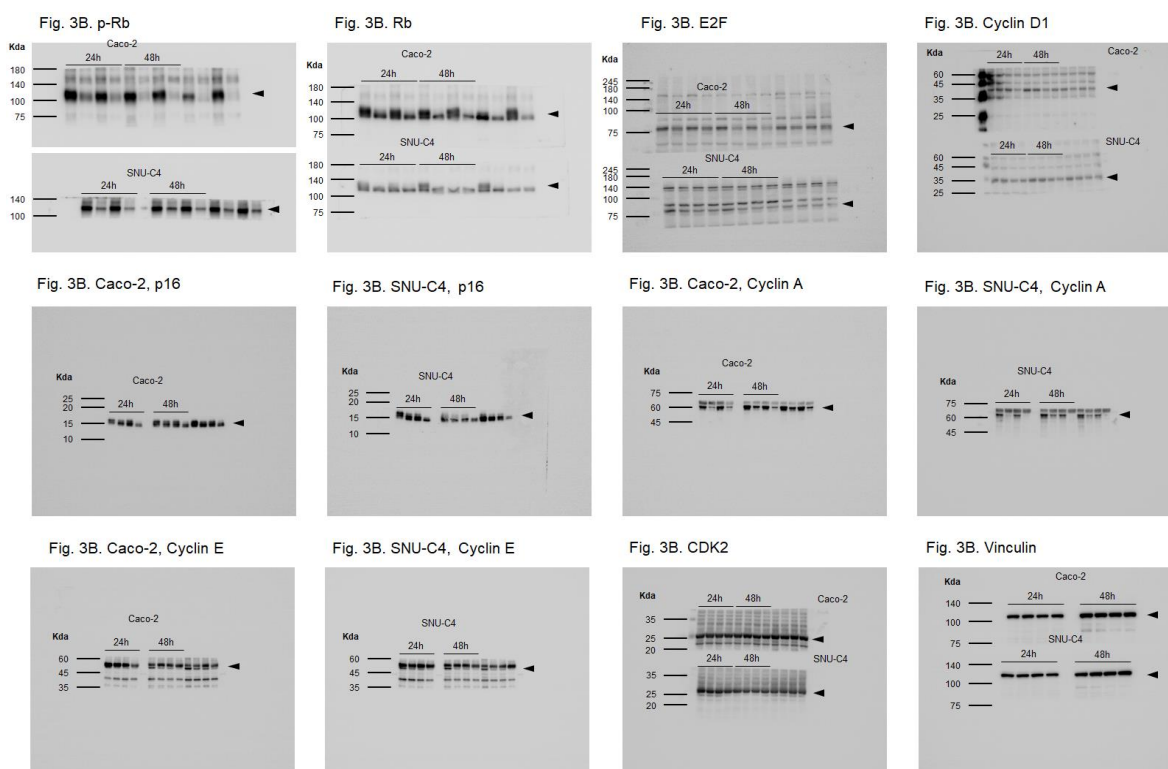 Fig. 3B. p-Rb
Kda
Caco-2
24h
48h
180
140
100
75
SNU-C4
24h
48h
140
100
Fig. 3B. Rb
Kda
Caco-2
24h
48h
180
140
100
75
SNU-C4
24h
48h
180
140
100
75
Fig. 3B. E2F
Kda
Caco-2
24h
48h
245
180
140
100
75
SNU-C4
24h
48h
245
180
140
100
75
Fig. 3B. Cyclin D1
Kda
Caco-2
24h
48h
60
45
35
25
SNU-C4
24h
48h
60
45
35
25
Fig. 3B. Caco-2, p16
Kda
Caco-2
24h
48h
25
20
15
10
Fig. 3B. SNU-C4, p16
Kda
SNU-C4
24h
48h
25
20
15
10
Fig. 3B. Caco-2, Cyclin A
Kda
Caco-2
24h
48h
75
60
45
Fig. 3B. SNU-C4, Cyclin A
Kda
SNU-C4
24h
48h
75
60
45
Fig. 3B. Caco-2, Cyclin E
Kda
Caco-2
24h
48h
60
45
35
Fig. 3B. SNU-C4, Cyclin E
Kda
SNU-C4
24h
48h
60
45
35
Fig. 3B. CDK2
Kda
24h
48h
Caco-2
35
25
20
24h
48h
SNU-C4
35
25
20
Fig. 3B. Vinculin
Kda
Caco-2
24h
48h
140
100
75
SNU-C4
24h
48h
140
100
75